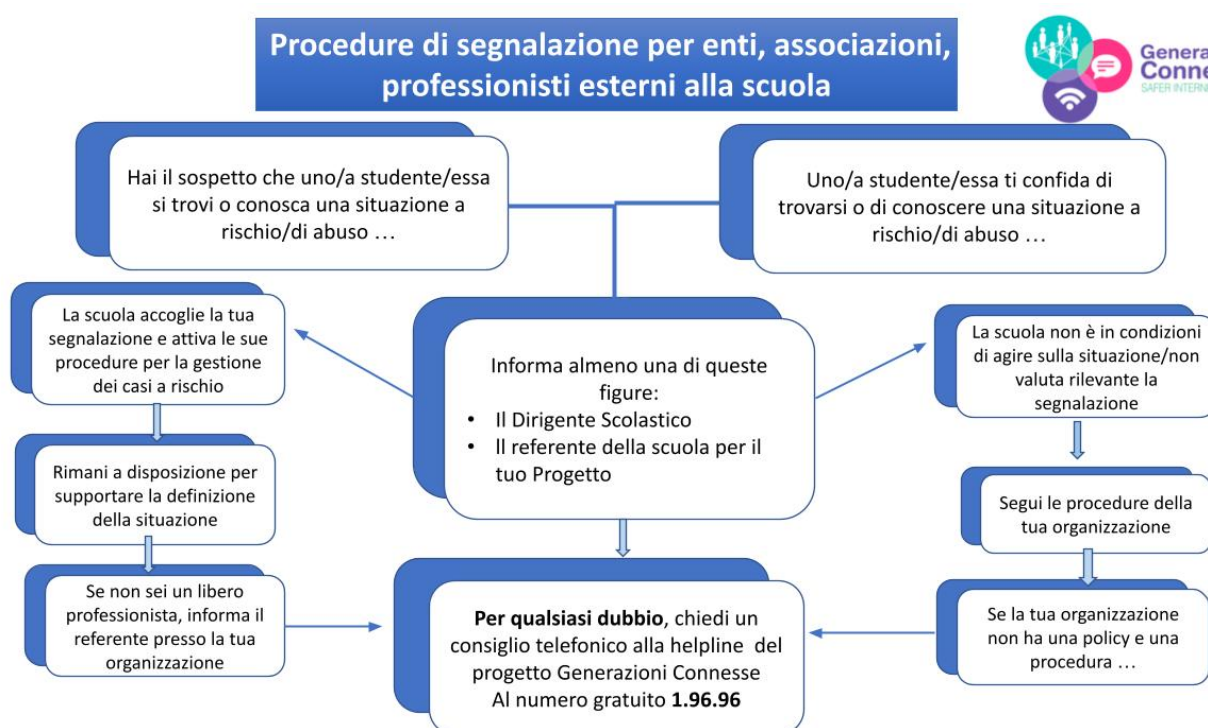 Procedure di segnalazione per enti, associazioni,
professionisti esterni alla scuola
Genera
Conne
SAFER INTERN
Hai il sospetto che uno/a studente/essa
si trovi o conosca una situazione a
rischio/di abuso …
Uno/a studente/essa ti confida di
trovarsi o di conoscere una situazione a
rischio/di abuso …
La scuola accoglie la tua
segnalazione e attiva le sue
procedure per la gestione
dei casi a rischio
Informa almeno una di queste
figure:
• Il Dirigente Scolastico
• Il referente della scuola per il
tuo Progetto
La scuola non è in condizioni
di agire sulla situazione/non
valuta rilevante la
segnalazione
Rimani a disposizione per
supportare la definizione
della situazione
Segui le procedure della
tua organizzazione
Se non sei un libero
professionista, informa il
referente presso la tua
organizzazione
Per qualsiasi dubbio, chiedi un
consiglio telefonico alla helpline del
progetto Generazioni Connesse
Al numero gratuito 1.96.96
Se la tua organizzazione
non ha una policy e una
procedura …